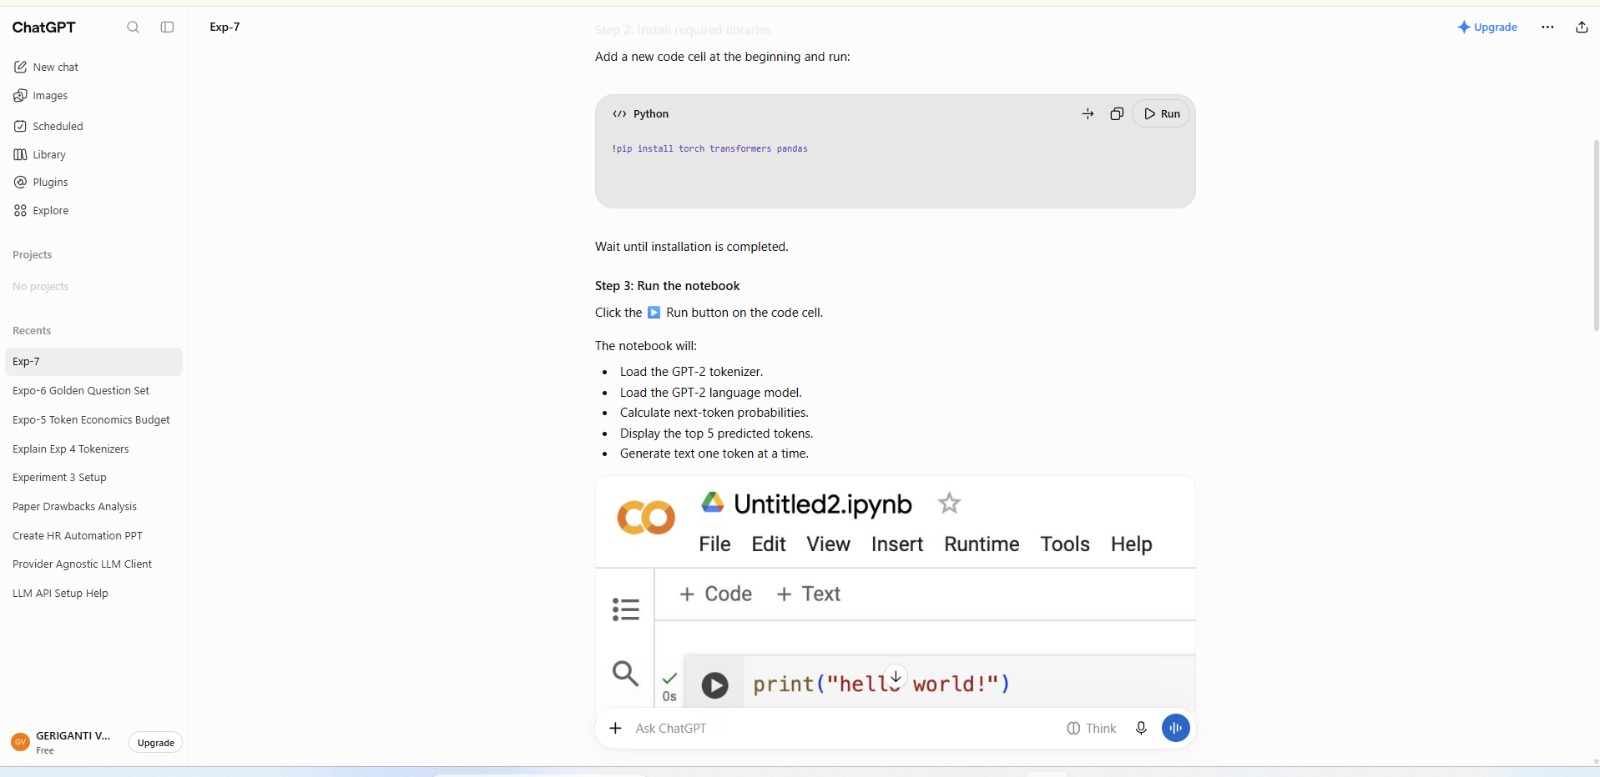 ChatGPT
New chat
Images
Scheduled
Library
Plugins
Explore
Projects
No projects
Recents
Exp-7
Expo-6 Golden Question Set
Expo-5 Token Economics Budget
Explain Exp 4 Tokenizers
Experiment 3 Setup
Paper Drawbacks Analysis
Create HR Automation PPT
Provider Agnostic LLM Client
LLM API Setup Help
GV
GERIGANTI V...
Free
Upgrade
Exp-7
Upgrade
Step 2: Install required libraries
Add a new code cell at the beginning and run:
Python
Run
!pip install torch transformers pandas
Wait until installation is completed.
Step 3: Run the notebook
Click the ▶ Run button on the code cell.
The notebook will:
• Load the GPT-2 tokenizer.
• Load the GPT-2 language model.
• Calculate next-token probabilities.
• Display the top 5 predicted tokens.
• Generate text one token at a time.
Untitled2.ipynb
File Edit View Insert Runtime Tools Help
+ Code + Text
print("hello world!")
0s
Ask ChatGPT
Think